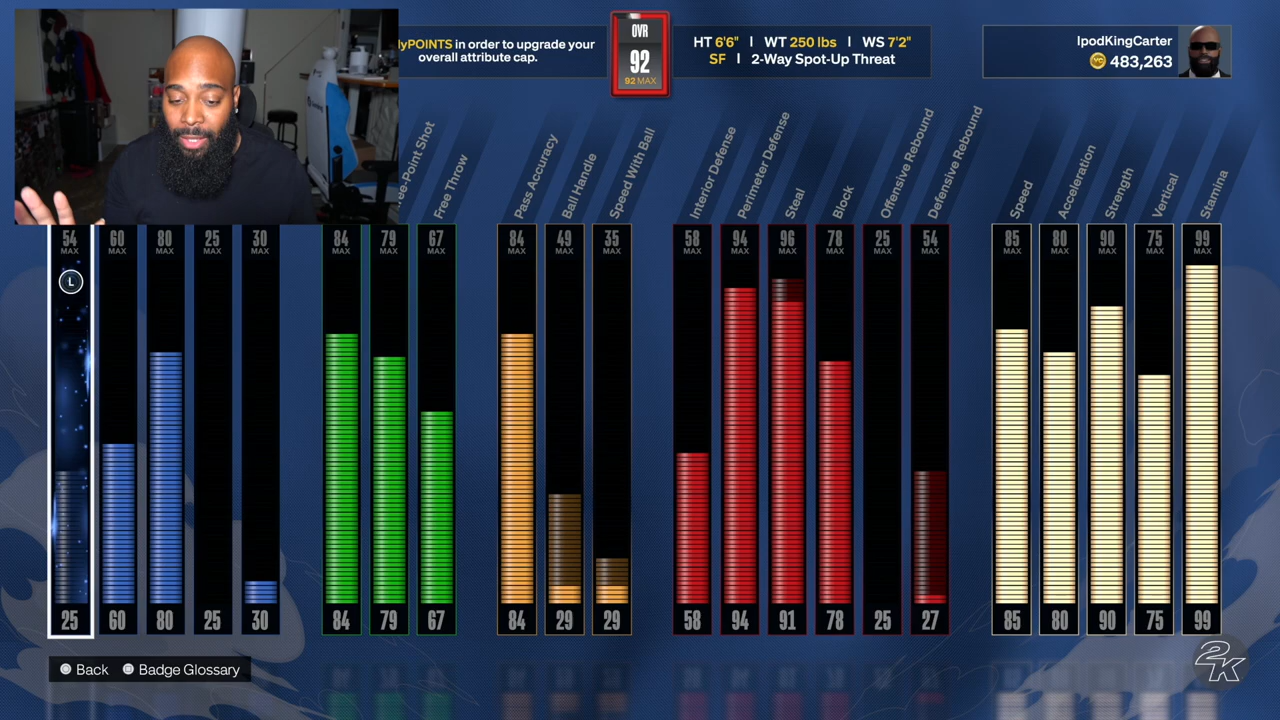 POINTS in order to upgrade your
overall attribute cap.
OVR
92
92 MAX
HT 6'6" | WT 250 lbs | WS 7'2"
SF | 2-Way Spot-Up Threat
IpodKingCarter
VC 483,263
Free Throw
Pass Accuracy
Ball Handle
Speed With Ball
Interior Defense
Perimeter Defense
Steal
Block
Offensive Rebound
Defensive Rebound
Speed
Acceleration
Strength
Vertical
Stamina
-Point Shot
54 60 80 25 30 84 79 67 84 49 35 58 94 96 78 25 54 85 80 90 75 99
MAX MAX MAX MAX MAX MAX MAX MAX MAX MAX MAX MAX MAX MAX MAX MAX MAX MAX MAX MAX MAX MAX
L
25 60 80 25 30 84 79 67 84 29 29 58 94 91 78 25 27 85 80 90 75 99
Back Badge Glossary
2K